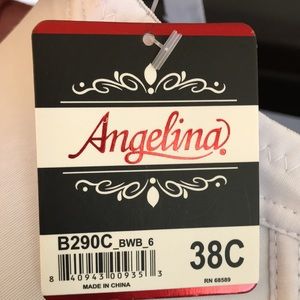 Angelina®
B290C_BWB_6
38C
8 40943 00935 3
MADE IN CHINA
RN 68589